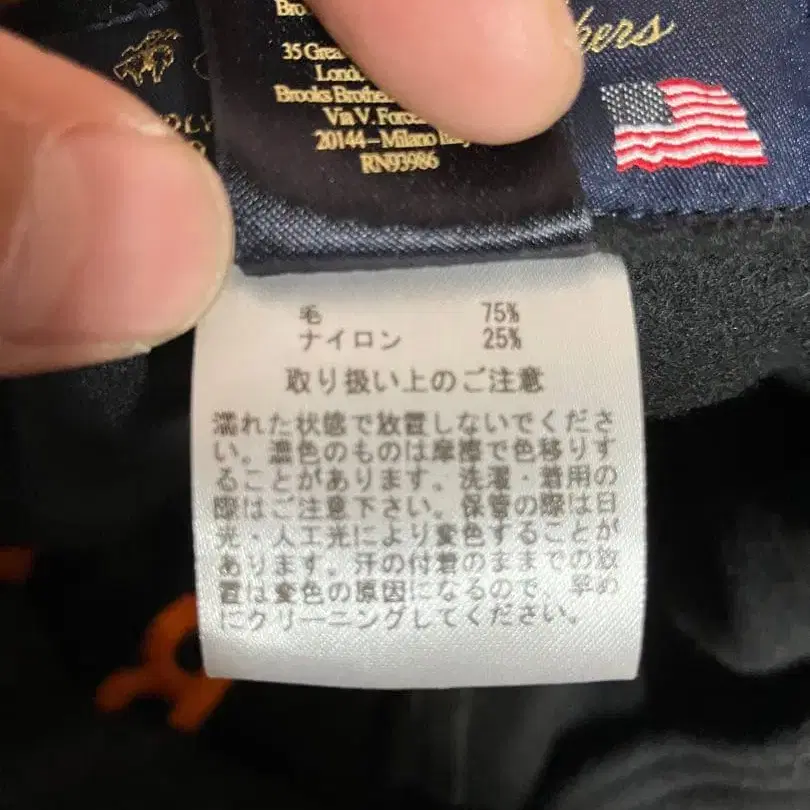 35
Brooks
Via V.
20144 – Milano
RN93986
毛 75%
ナイロン 25%
取り扱い上のご注意
濡れた状態で放置しないでくださ
い。濃色のものは摩擦で色移りす
ることがあります。洗濯・着用の
際はご注意下さい。保管の際は日
光・人工光により変色することが
あります。汗の付着のままでの放
置は変色の原因になるので、早め
にクリーニングしてください。